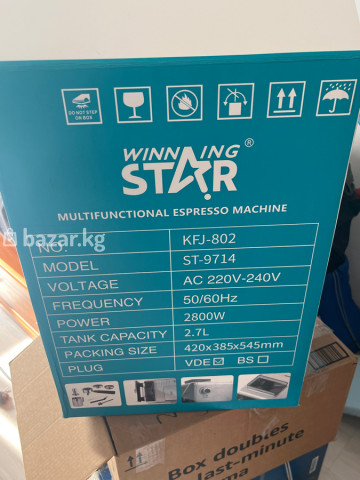 DO NOT STEP
ON BOX
WINNING
STAR®
MULTIFUNCTIONAL ESPRESSO MACHINE
bazar.kg
NO. KFJ-802
MODEL ST-9714
VOLTAGE AC 220V-240V
FREQUENCY 50/60Hz
POWER 2800W
TANK CAPACITY 2.7L
PACKING SIZE 420x385x545mm
PLUG VDE ☑ BS ☐
Box doubles
last-minute